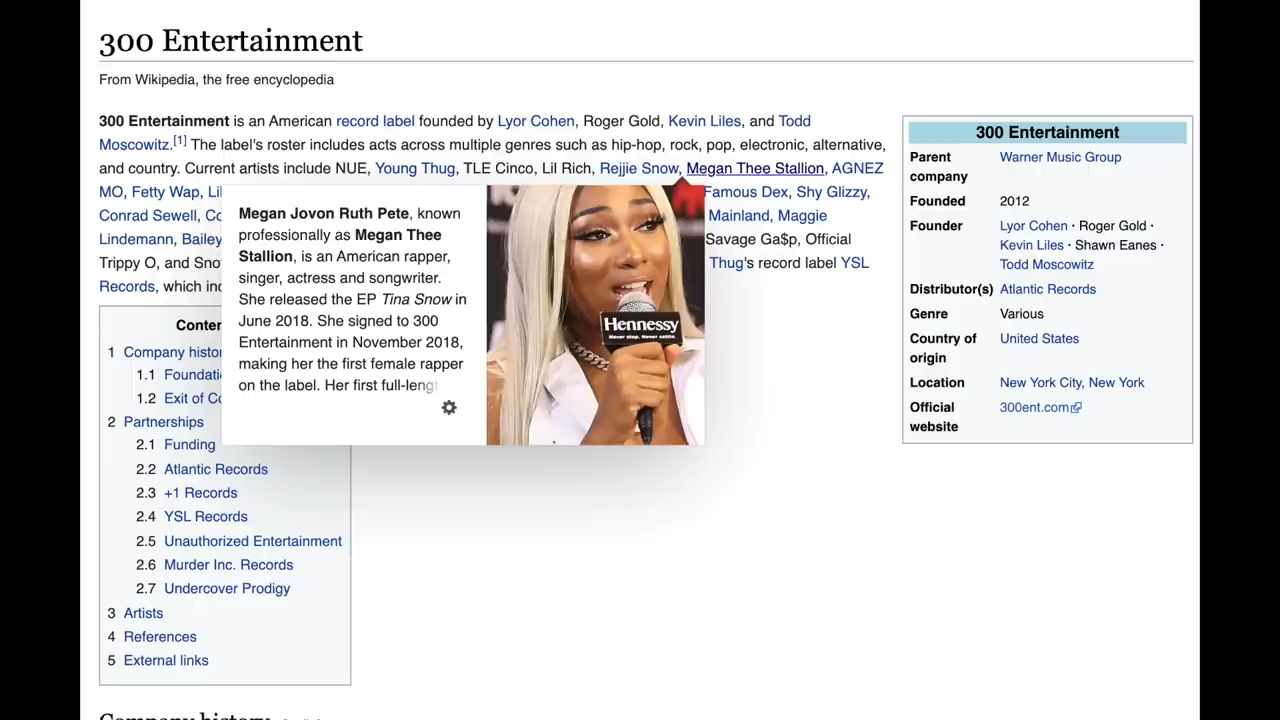 300 Entertainment
From Wikipedia, the free encyclopedia
300 Entertainment is an American record label founded by Lyor Cohen, Roger Gold, Kevin Liles, and Todd
Moscowitz.[1] The label's roster includes acts across multiple genres such as hip-hop, rock, pop, electronic, alternative,
and country. Current artists include NUE, Young Thug, TLE Cinco, Lil Rich, Rejjie Snow, Megan Thee Stallion, AGNEZ
MO, Fetty Wap, Famous Dex, Shy Glizzy,
Conrad Sewell, Mainland, Maggie
Lindemann, Bailey Savage Ga$p, Official
Trippy O, and Thug's record label YSL
Records, which
Megan Jovon Ruth Pete, known
professionally as Megan Thee
Stallion, is an American rapper,
singer, actress and songwriter.
She released the EP Tina Snow in
June 2018. She signed to 300
Entertainment in November 2018,
making her the first female rapper
on the label. Her first
Hennessy
Never stop. Never settle.
1 Company
1.1
1.2 Exit of
2 Partnerships
2.1 Funding
2.2 Atlantic Records
2.3 +1 Records
2.4 YSL Records
2.5 Unauthorized Entertainment
2.6 Murder Inc. Records
2.7 Undercover Prodigy
3 Artists
4 References
5 External links
300 Entertainment
Parent company Warner Music Group
Founded 2012
Founder Lyor Cohen · Roger Gold ·
Kevin Liles · Shawn Eanes ·
Todd Moscowitz
Distributor(s) Atlantic Records
Genre Various
Country of origin United States
Location New York City, New York
Official website 300ent.com
Company history